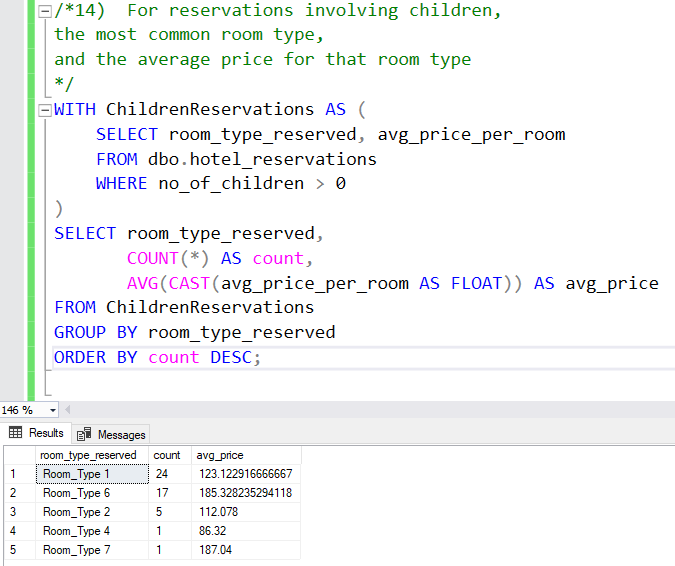 /*14)  For reservations involving children,
the most common room type,
and the average price for that room type
*/
WITH ChildrenReservations AS (
    SELECT room_type_reserved, avg_price_per_room
    FROM dbo.hotel_reservations
    WHERE no_of_children > 0
)
SELECT room_type_reserved,
       COUNT(*) AS count,
       AVG(CAST(avg_price_per_room AS FLOAT)) AS avg_price
FROM ChildrenReservations
GROUP BY room_type_reserved
ORDER BY count DESC;
146 %
Results Messages
room_type_reserved count avg_price
1 Room_Type 1 24 123.122916666667
2 Room_Type 6 17 185.328235294118
3 Room_Type 2 5 112.078
4 Room_Type 4 1 86.32
5 Room_Type 7 1 187.04